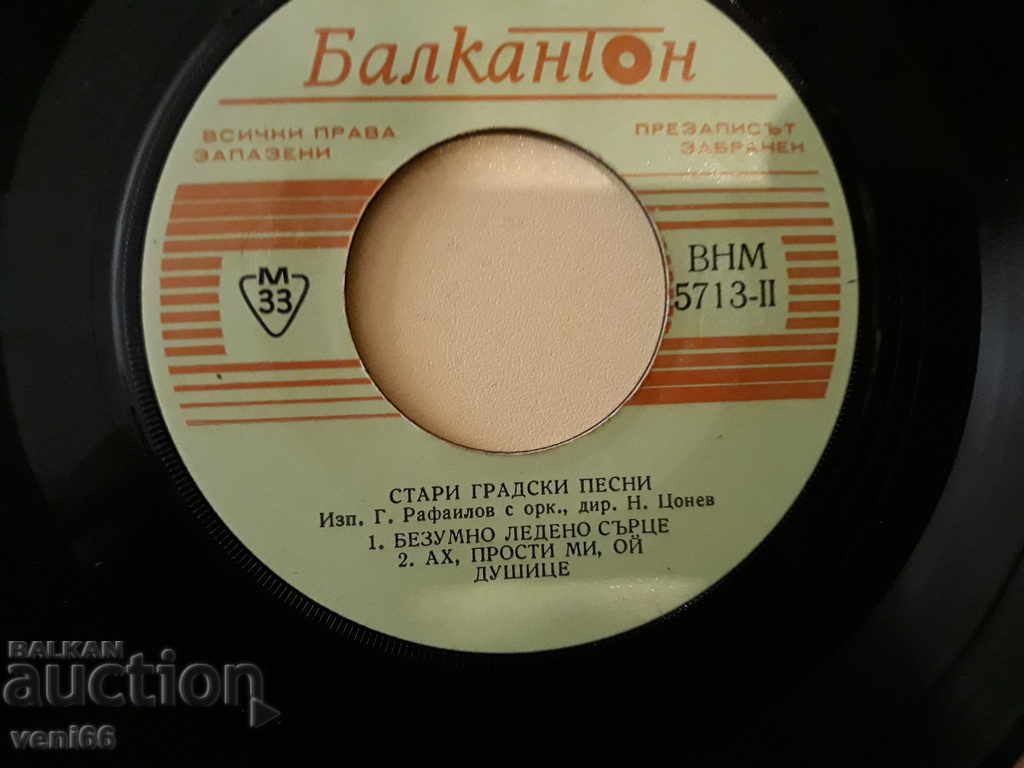 Балкантон
ВСИЧКИ ПРАВА
ЗАПАЗЕНИ
ПРЕЗАПИСЪТ
ЗАБРАНЕН
М
33
ВНМ
5713-II
СТАРИ ГРАДСКИ ПЕСНИ
Изп. Г. Рафаилов с орк., дир. Н. Цонев
1. БЕЗУМНО ЛЕДЕНО СЪРЦЕ
2. АХ, ПРОСТИ МИ, ОЙ
ДУШИЦЕ
BALKAN
auction
veni66